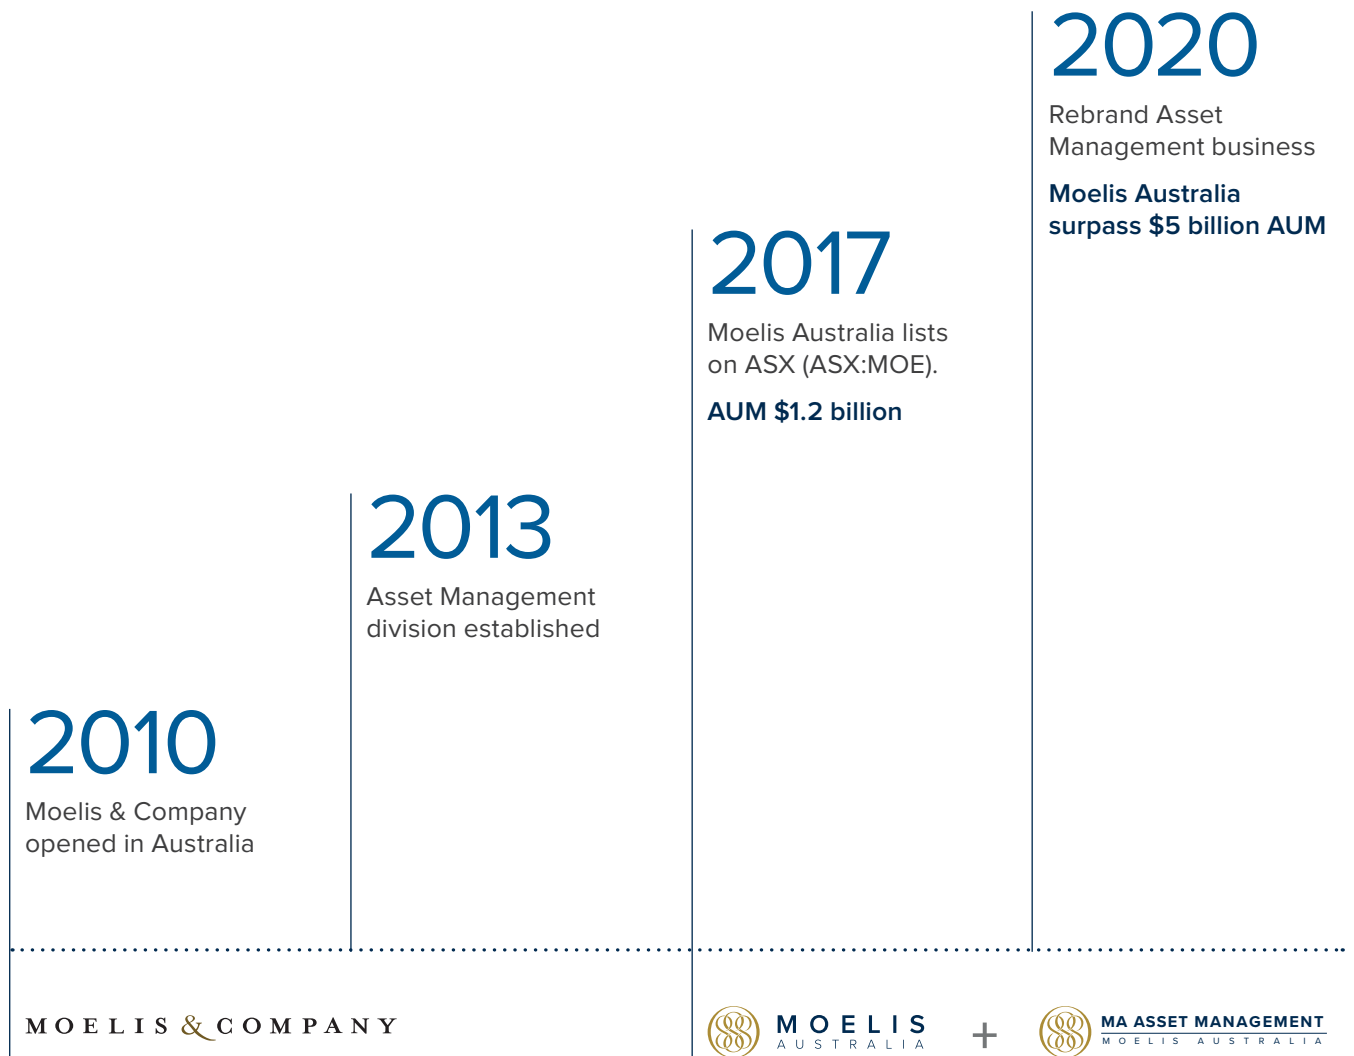 2010
Moelis & Company
opened in Australia
2013
Asset Management
division established
2017
Moelis Australia lists
on ASX (ASX:MOE).
AUM $1.2 billion
2020
Rebrand Asset
Management business
Moelis Australia
surpass $5 billion AUM
MOELIS & COMPANY
MOELIS
AUSTRALIA
+
MA ASSET MANAGEMENT
MOELIS AUSTRALIA